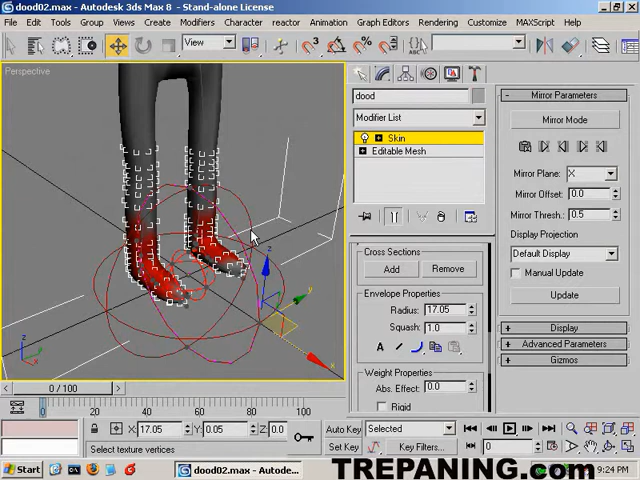 dood02.max - Autodesk 3ds Max 8 - Stand-alone License
File Edit Tools Group Views Create Modifiers Character reactor Animation Graph Editors Rendering Customize MAXScript Help
View
Perspective
dood
Modifier List
Skin
Editable Mesh
Cross Sections
Add Remove
Envelope Properties
Radius: 17.05
Squash: 1.0
Weight Properties
Abs. Effect: 0.0
Rigid
Mirror Parameters
Mirror Mode
Mirror Plane: X
Mirror Offset: 0.0
Mirror Thresh.: 0.5
Display Projection
Default Display
Manual Update
Update
Display
Advanced Parameters
Gizmos
0 / 100
0 20 40 60 80 100
X: 17.05 Y: 0.05 Z: 0.0
Auto Key Selected
Set Key Key Filters... 0
Select texture vertices
Start dood02.max - Autodes... 9:24 PM
TREPANING.com